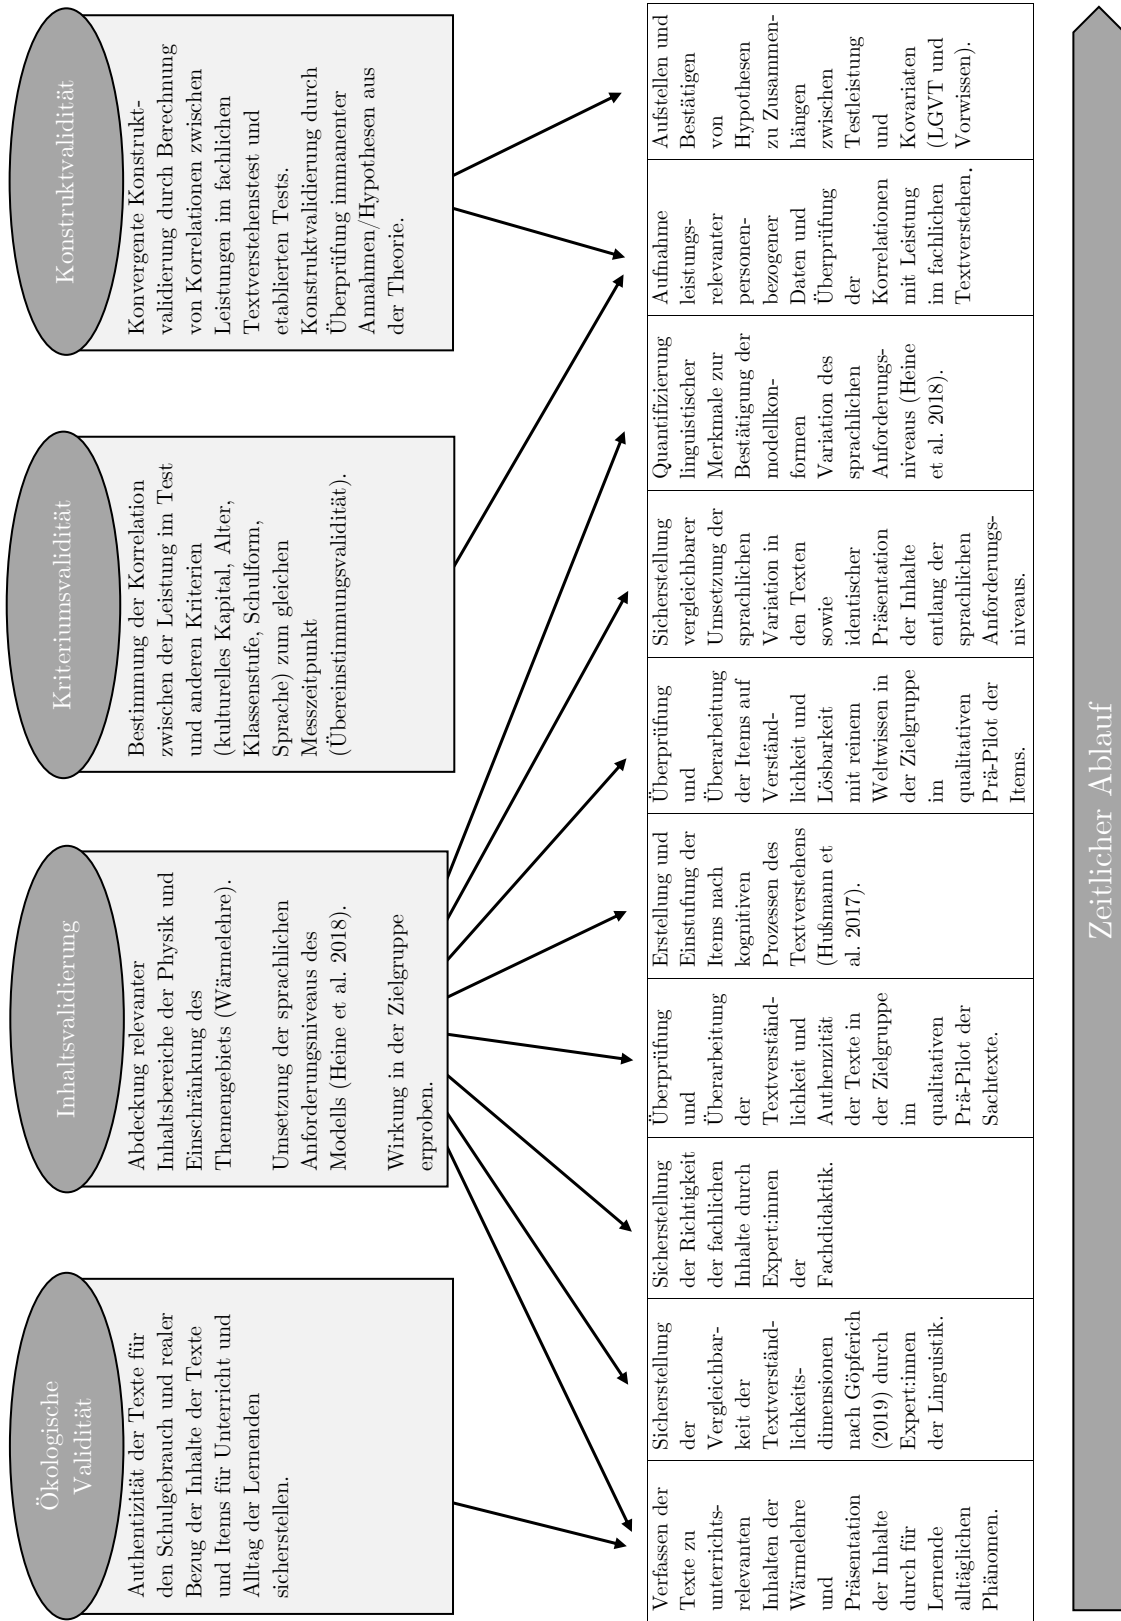 Ökologische
Validität
Authentizität der Texte für
den Schulgebrauch und realer
Bezug der Inhalte der Texte
und Items für Unterricht und
Alltag der Lernenden
sicherstellen.
Inhaltsvalidierung
Abdeckung relevanter
Inhaltsbereiche der Physik und
Einschränkung des
Themengebiets (Wärmelehre).
Umsetzung der sprachlichen
Anforderungsniveaus des
Modells (Heine et al. 2018).
Wirkung in der Zielgruppe
erproben.
Kriteriumsvalidität
Bestimmung der Korrelation
zwischen der Leistung im Test
und anderen Kriterien
(kulturelles Kapital, Alter,
Klassenstufe, Schulform,
Sprache) zum gleichen
Messzeitpunkt
(Übereinstimmungsvalidität).
Konstruktvalidität
Konvergente Konstrukt-
validierung durch Berechnung
von Korrelationen zwischen
Leistungen im fachlichen
Textverstehenstest und
etablierten Tests.
Konstruktvalidierung durch
Überprüfung immanenter
Annahmen/Hypothesen aus
der Theorie.
Verfassen der
Texte zu
unterrichts-
relevanten
Inhalten der
Wärmelehre
und
Präsentation
der Inhalte
durch für
Lernende
alltäglichen
Phänomen.
Sicherstellung
der
Vergleichbar-
keit der
Textverständ-
lichkeits-
dimensionen
nach Göpferich
(2019) durch
Expert:innen
der Linguistik.
Sicherstellung
der Richtigkeit
der fachlichen
Inhalte durch
Expert:innen
der
Fachdidaktik.
Überprüfung
und
Überarbeitung
der
Textverständ-
lichkeit und
Authenzität
der Texte in
der Zielgruppe
im
qualitativen
Prä-Pilot der
Sachtexte.
Erstellung und
Einstufung der
Items nach
kognitiven
Prozessen des
Textverstehens
(Hußmann et
al. 2017).
Überprüfung
und
Überarbeitung
der Items auf
Verständ-
lichkeit und
Lösbarkeit
mit reinem
Weltwissen in
der Zielgruppe
im
qualitativen
Prä-Pilot der
Items.
Sicherstellung
vergleichbarer
Umsetzung der
sprachlichen
Variation in
den Texten
sowie
identischer
Präsentation
der Inhalte
entlang der
sprachlichen
Anforderungs-
niveaus.
Quantifizierung
linguistischer
Merkmale zur
Bestätigung der
modellkon-
formen
Variation des
sprachlichen
Anforderungs-
niveaus (Heine
et al. 2018).
Aufnahme
leistungs-
relevanter
personen-
bezogener
Daten und
Überprüfung
der
Korrelationen
mit Leistung
im fachlichen
Textverstehen.
Aufstellen und
Bestätigen
von
Hypothesen
zu Zusammen-
hängen
zwischen
Testleistung
und
Kovariaten
(LGVT und
Vorwissen).
Zeitlicher Ablauf